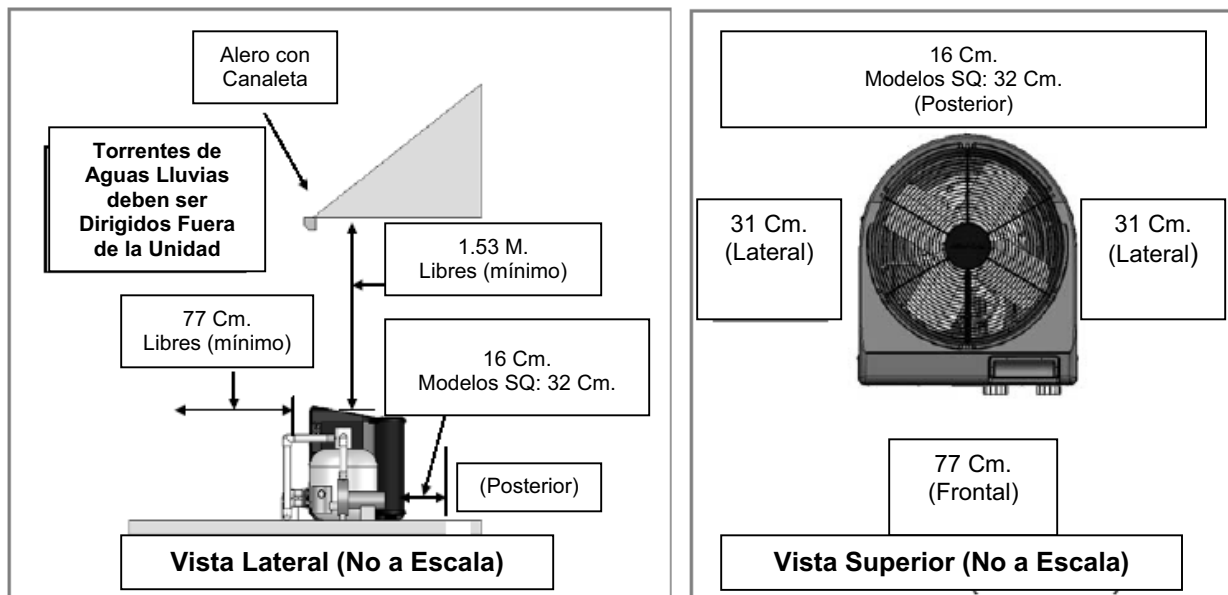 Alero con
Canaleta
Torrentes de
Aguas Lluvias
deben ser
Dirigidos Fuera
de la Unidad
1.53 M.
Libres (mínimo)
77 Cm.
Libres (mínimo)
16 Cm.
Modelos SQ: 32 Cm.
(Posterior)
Vista Lateral (No a Escala)
16 Cm.
Modelos SQ: 32 Cm.
(Posterior)
31 Cm.
(Lateral)
31 Cm.
(Lateral)
77 Cm.
(Frontal)
Vista Superior (No a Escala)